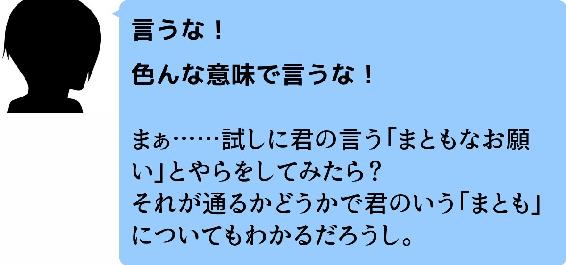 言うな！
色んな意味で言うな！
まぁ……試しに君の言う「まともなお願
い」とやらをしてみたら？
それが通るかどうかで君のいう「まとも」
についてもわかるだろうし。